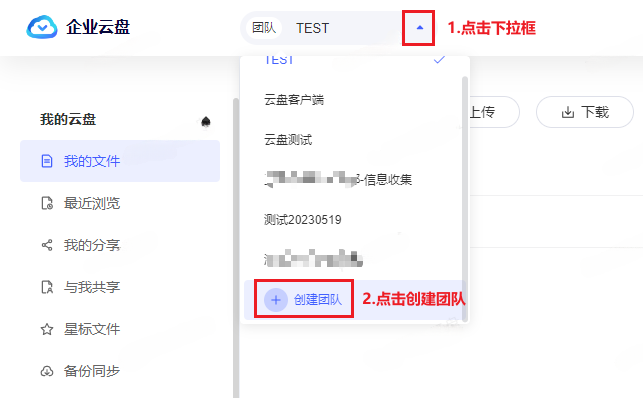 企业云盘
团队 TEST
1.点击下拉框
TEST
云盘客户端
上传
下载
我的云盘
云盘测试
我的文件
-信息收集
最近浏览
测试20230519
我的分享
与我共享
创建团队
2.点击创建团队
星标文件
备份同步